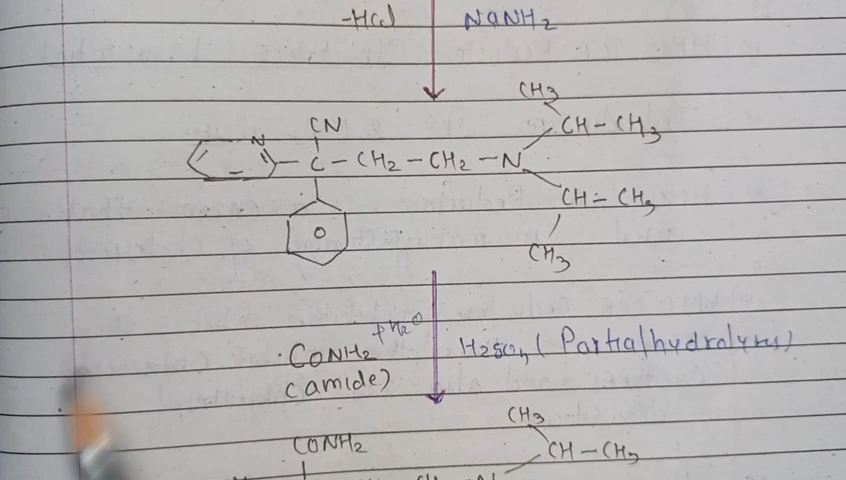 -HCl NaNH2
CH3
CN CH-CH3
N
C-CH2-CH2-N
CH-CH3
CH3
+H2O
CONH2 H2SO4 (Partial hydrolysis)
(amide)
CH3
CONH2 CH-CH3